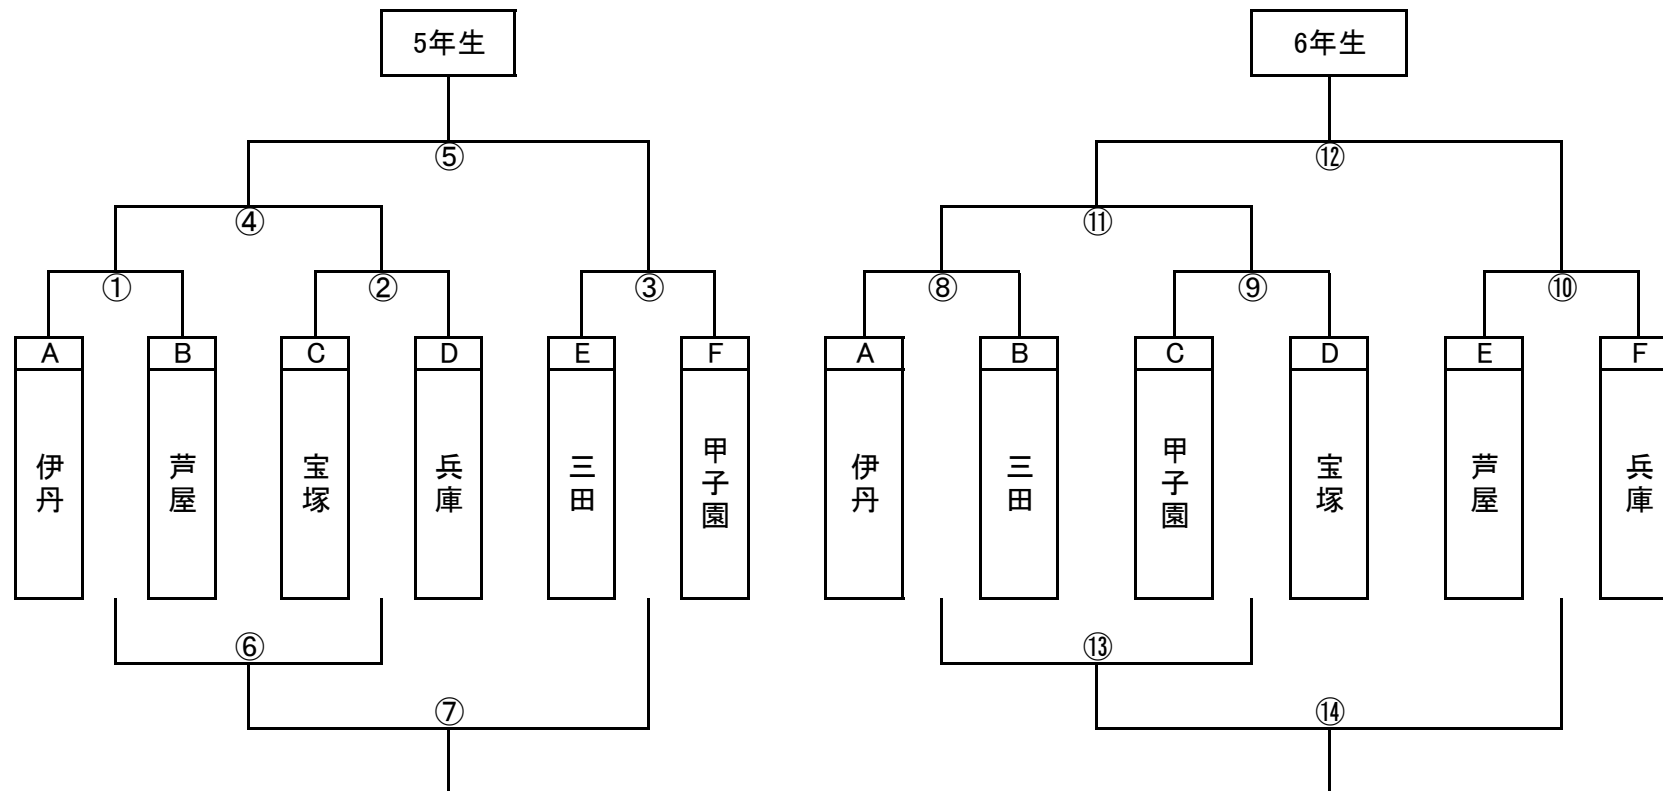 5年生
6年生
⑤
⑫
④
⑪
①
②
③
⑧
⑨
⑩
A
B
C
D
E
F
A
B
C
D
E
F
伊丹
芦屋
宝塚
兵庫
三田
甲子園
伊丹
三田
甲子園
宝塚
芦屋
兵庫
⑥
⑬
⑦
⑭